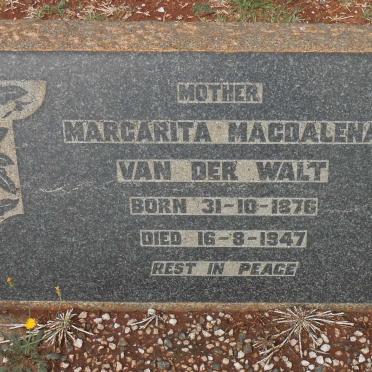 MOTHER
MARGARITA MAGDALENA
VAN DER WALT
BORN 31-10-1876
DIED 16-8-1947
REST IN PEACE